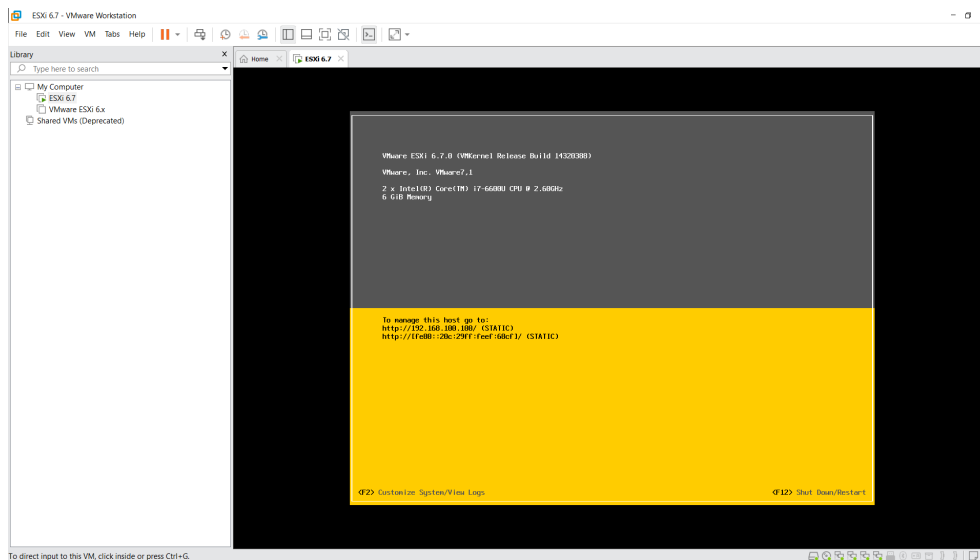 ESXi 6.7 - VMware Workstation
File Edit View VM Tabs Help
Library X
Home × ESXi 6.7 ×
Type here to search
My Computer
ESXi 6.7
VMware ESXi 6.x
Shared VMs (Deprecated)
VMware ESXi 6.7.0 (VMKernel Release Build 14320388)
VMware, Inc. VMware7,1
2 x Intel(R) Core(TM) i7-6600U CPU @ 2.60GHz
6 GiB Memory
To manage this host go to:
http://192.168.100.100/ (STATIC)
http://[fe80::20c:29ff:feef:60cf]/ (STATIC)
<F2> Customize System/View Logs
<F12> Shut Down/Restart
To direct input to this VM, click inside or press Ctrl+G.